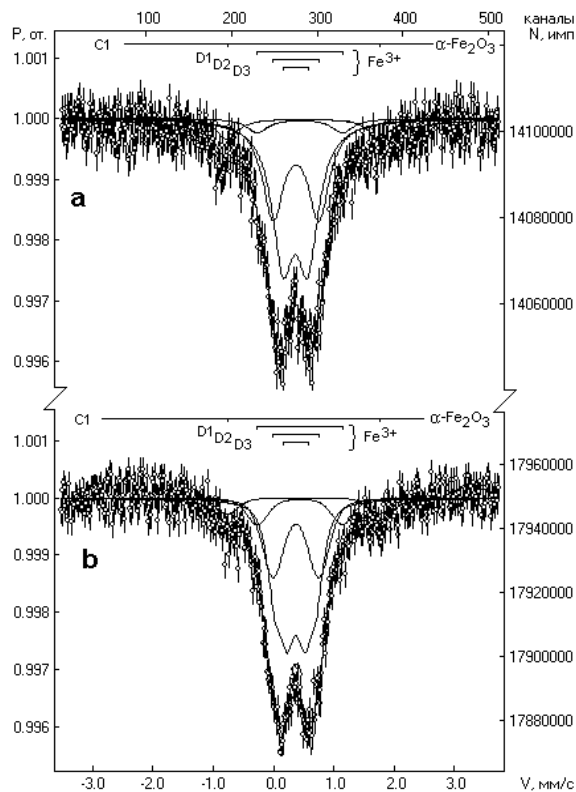 100 200 300 400 500 каналы
P, от. N, имп
1.001 C1 α-Fe₂O₃
D1 D2 D3 } Fe³⁺
1.000 14100000
0.999
a
0.998 14080000
0.997 14060000
0.996
C1 α-Fe₂O₃
1.001 D1 D2 D3 } Fe³⁺ 17960000
1.000 17940000
0.999
b 17920000
0.998
0.997 17900000
0.996 17880000
-3.0 -2.0 -1.0 0.0 1.0 2.0 3.0 V, мм/с